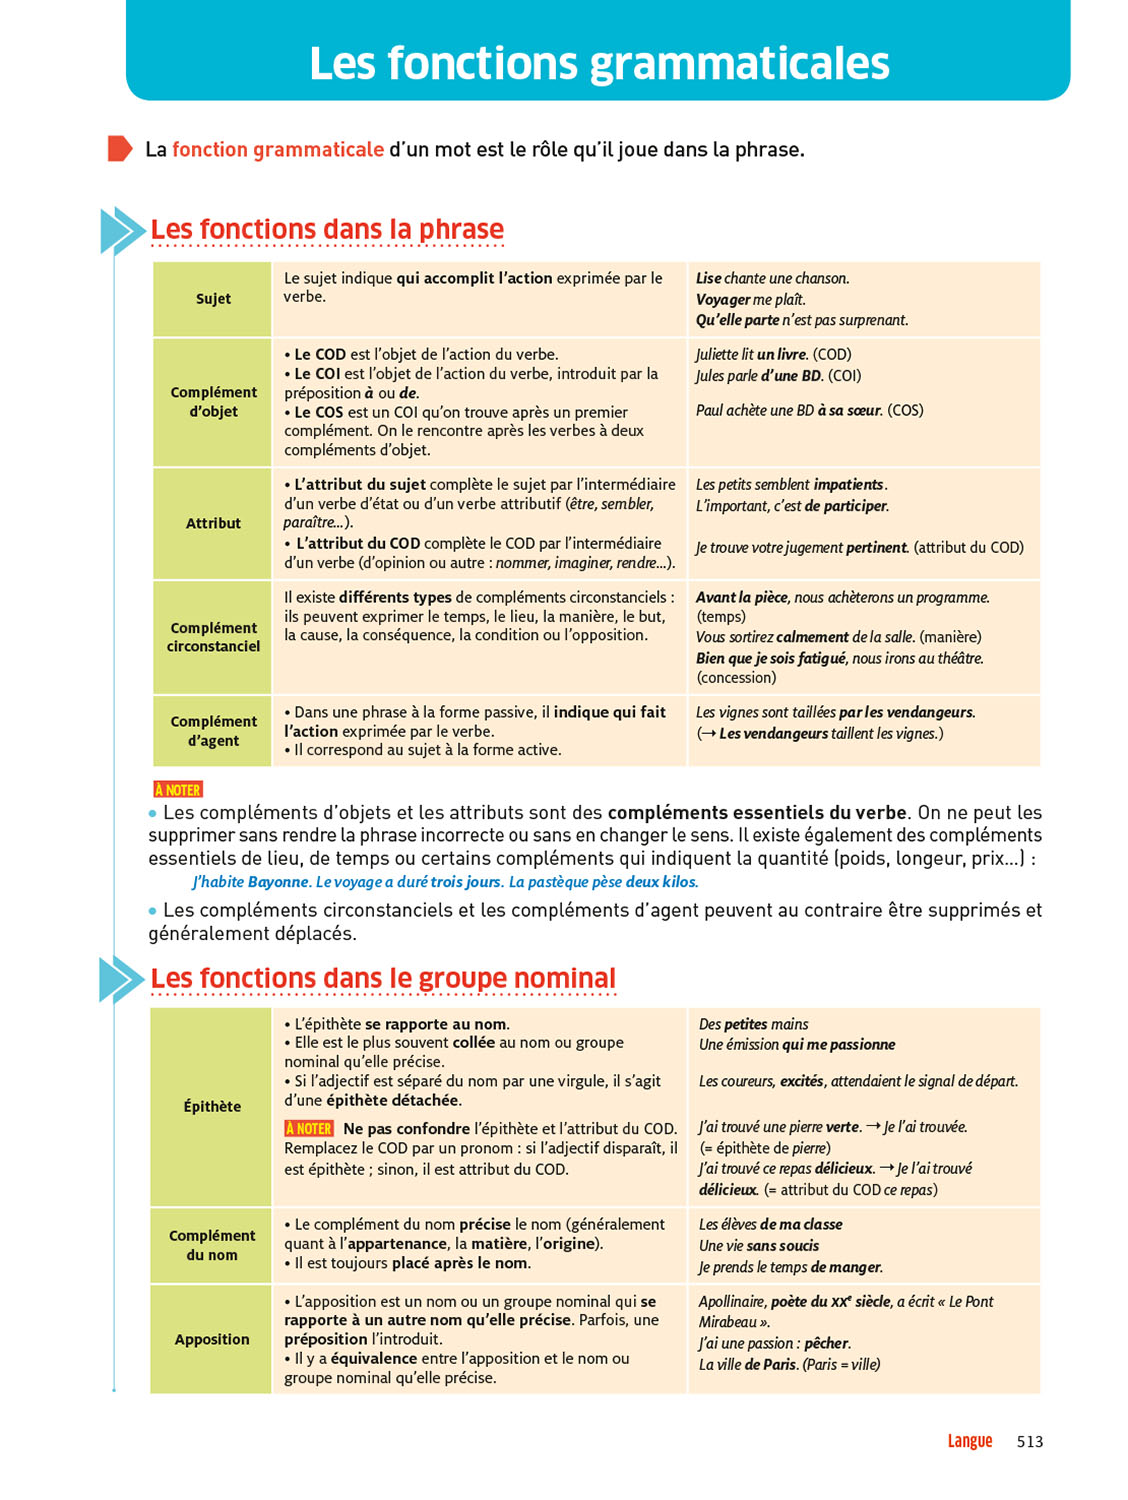 Les fonctions grammaticales
La fonction grammaticale d'un mot est le rôle qu'il joue dans la phrase.
Les fonctions dans la phrase
Sujet
Le sujet indique qui accomplit l'action exprimée par le
verbe.
Lise chante une chanson.
Voyager me plaît.
Qu'elle parte n'est pas surprenant.
Complément
d'objet
• Le COD est l'objet de l'action du verbe.
• Le COI est l'objet de l'action du verbe, introduit par la
préposition à ou de.
• Le COS est un COI qu'on trouve après un premier
complément. On le rencontre après les verbes à deux
compléments d'objet.
Juliette lit un livre. (COD)
Jules parle d'une BD. (COI)
Paul achète une BD à sa sœur. (COS)
Attribut
• L'attribut du sujet complète le sujet par l'intermédiaire
d'un verbe d'état ou d'un verbe attributif (être, sembler,
paraître...).
• L'attribut du COD complète le COD par l'intermédiaire
d'un verbe (d'opinion ou autre : nommer, imaginer, rendre...).
Les petits semblent impatients.
L'important, c'est de participer.
Je trouve votre jugement pertinent. (attribut du COD)
Complément
circonstanciel
Il existe différents types de compléments circonstanciels :
ils peuvent exprimer le temps, le lieu, la manière, le but,
la cause, la conséquence, la condition ou l'opposition.
Avant la pièce, nous achèterons un programme.
(temps)
Vous sortirez calmement de la salle. (manière)
Bien que je sois fatigué, nous irons au théâtre.
(concession)
Complément
d'agent
• Dans une phrase à la forme passive, il indique qui fait
l'action exprimée par le verbe.
• Il correspond au sujet à la forme active.
Les vignes sont taillées par les vendangeurs.
(→ Les vendangeurs taillent les vignes.)
À NOTER
• Les compléments d'objets et les attributs sont des compléments essentiels du verbe. On ne peut les
supprimer sans rendre la phrase incorrecte ou sans en changer le sens. Il existe également des compléments
essentiels de lieu, de temps ou certains compléments qui indiquent la quantité (poids, longeur, prix...) :
J'habite Bayonne. Le voyage a duré trois jours. La pastèque pèse deux kilos.
• Les compléments circonstanciels et les compléments d'agent peuvent au contraire être supprimés et
généralement déplacés.
Les fonctions dans le groupe nominal
Épithète
• L'épithète se rapporte au nom.
• Elle est le plus souvent collée au nom ou groupe
nominal qu'elle précise.
• Si l'adjectif est séparé du nom par une virgule, il s'agit
d'une épithète détachée.
À NOTER Ne pas confondre l'épithète et l'attribut du COD.
Remplacez le COD par un pronom : si l'adjectif disparaît, il
est épithète ; sinon, il est attribut du COD.
Des petites mains
Une émission qui me passionne
Les coureurs, excités, attendaient le signal de départ.
J'ai trouvé une pierre verte. → Je l'ai trouvée.
(= épithète de pierre)
J'ai trouvé ce repas délicieux. → Je l'ai trouvé
délicieux. (= attribut du COD ce repas)
Complément
du nom
• Le complément du nom précise le nom (généralement
quant à l'appartenance, la matière, l'origine).
• Il est toujours placé après le nom.
Les élèves de ma classe
Une vie sans soucis
Je prends le temps de manger.
Apposition
• L'apposition est un nom ou un groupe nominal qui se
rapporte à un autre nom qu'elle précise. Parfois, une
préposition l'introduit.
• Il y a équivalence entre l'apposition et le nom ou
groupe nominal qu'elle précise.
Apollinaire, poète du XXe siècle, a écrit « Le Pont
Mirabeau ».
J'ai une passion : pêcher.
La ville de Paris. (Paris = ville)
Langue 513